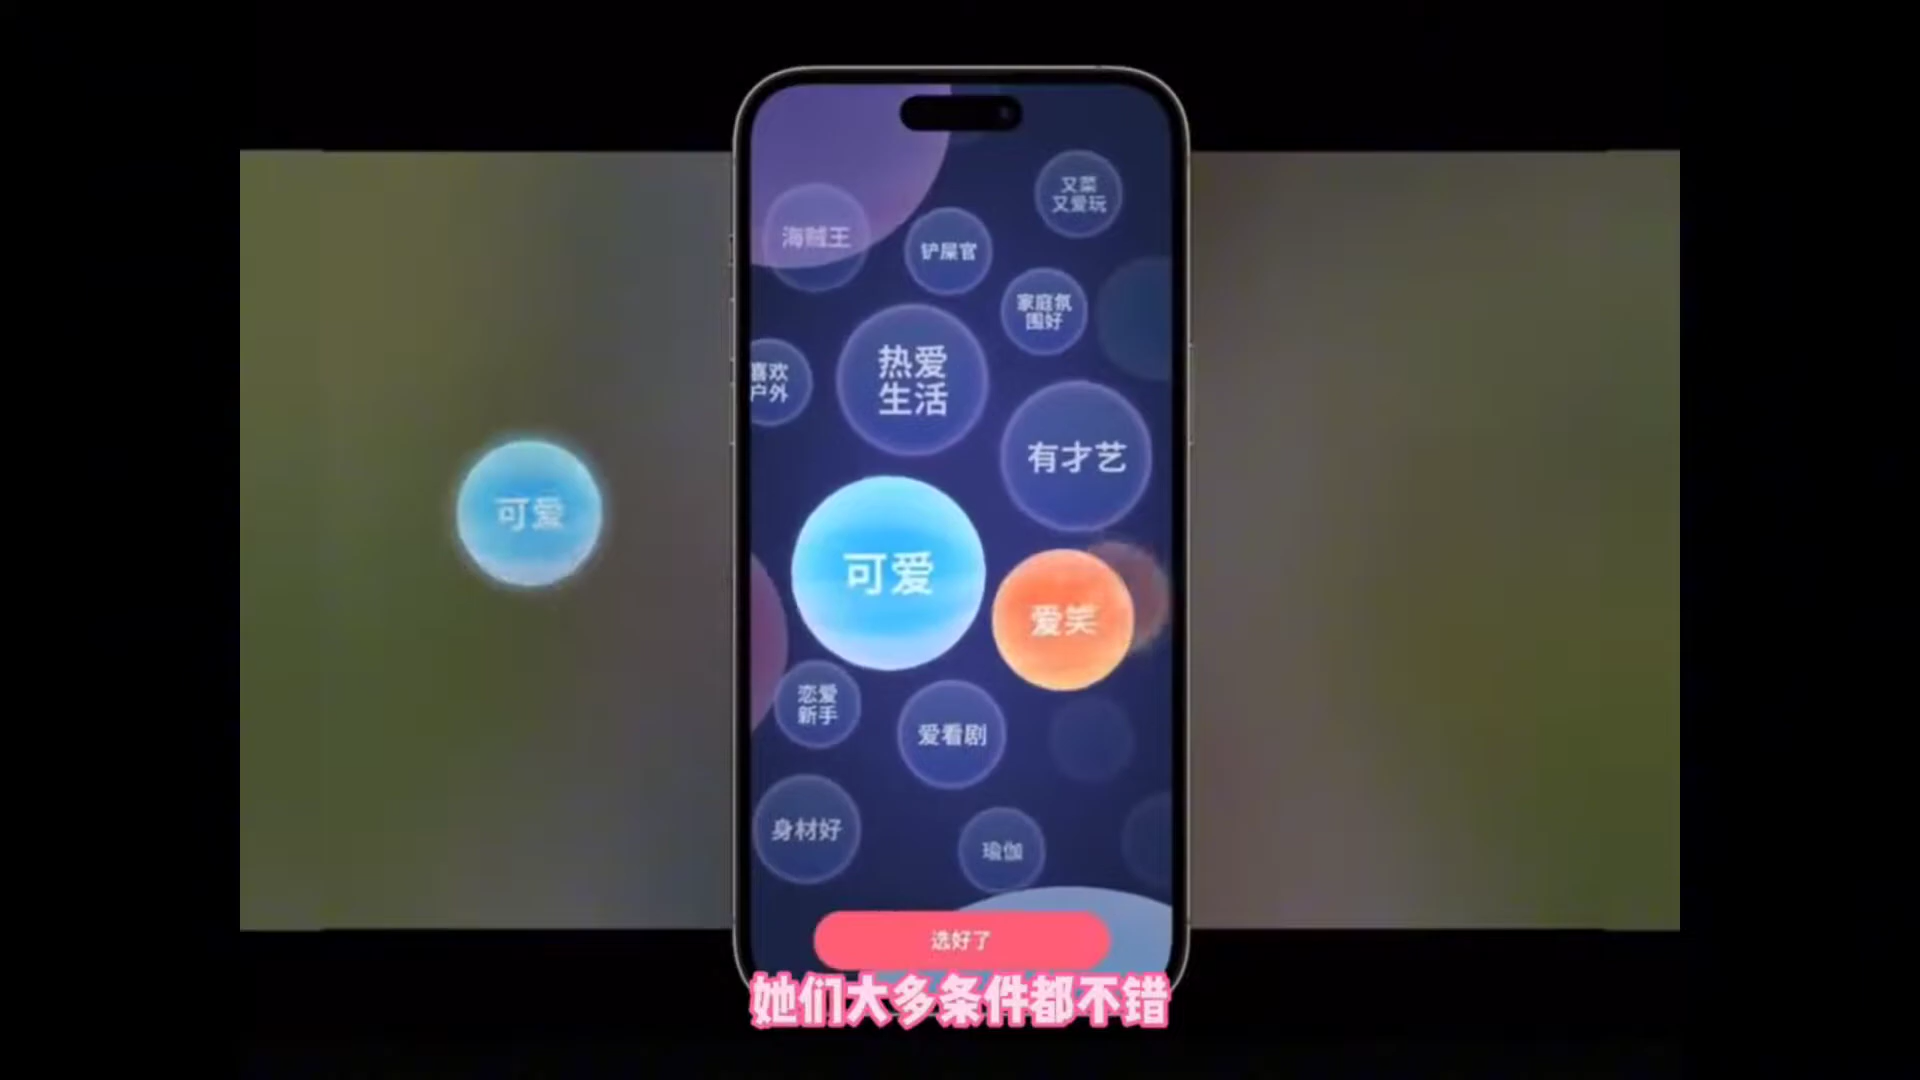 又菜
又爱玩
海贼王
铲屎官
家庭氛
围好
热爱
生活
喜欢
户外
有才艺
可爱
可爱
爱笑
恋爱
新手
爱看剧
身材好
瑜伽
选好了
她们大多条件都不错